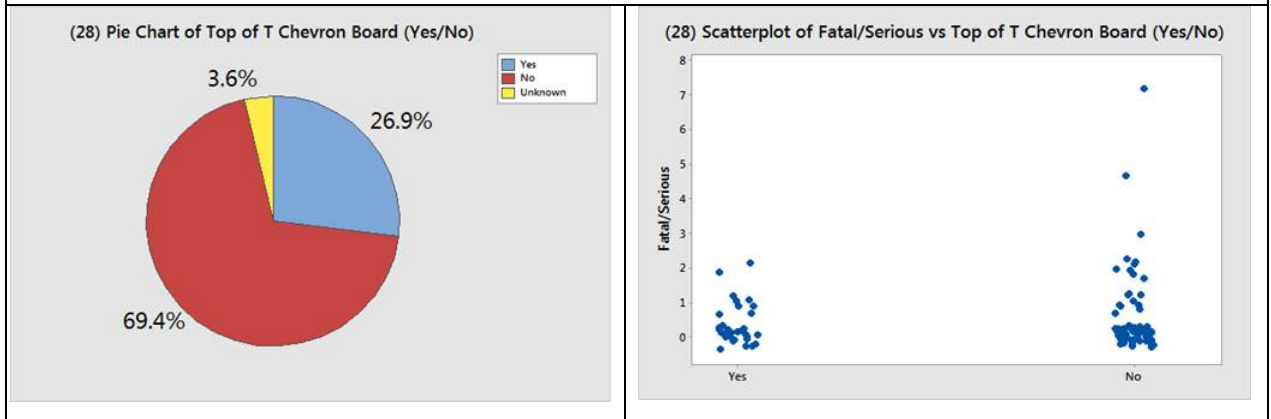 (28) Pie Chart of Top of T Chevron Board (Yes/No)
Yes
No
Unknown
3.6%
26.9%
69.4%
(28) Scatterplot of Fatal/Serious vs Top of T Chevron Board (Yes/No)
Fatal/Serious
8
7
6
5
4
3
2
1
0
Yes
No